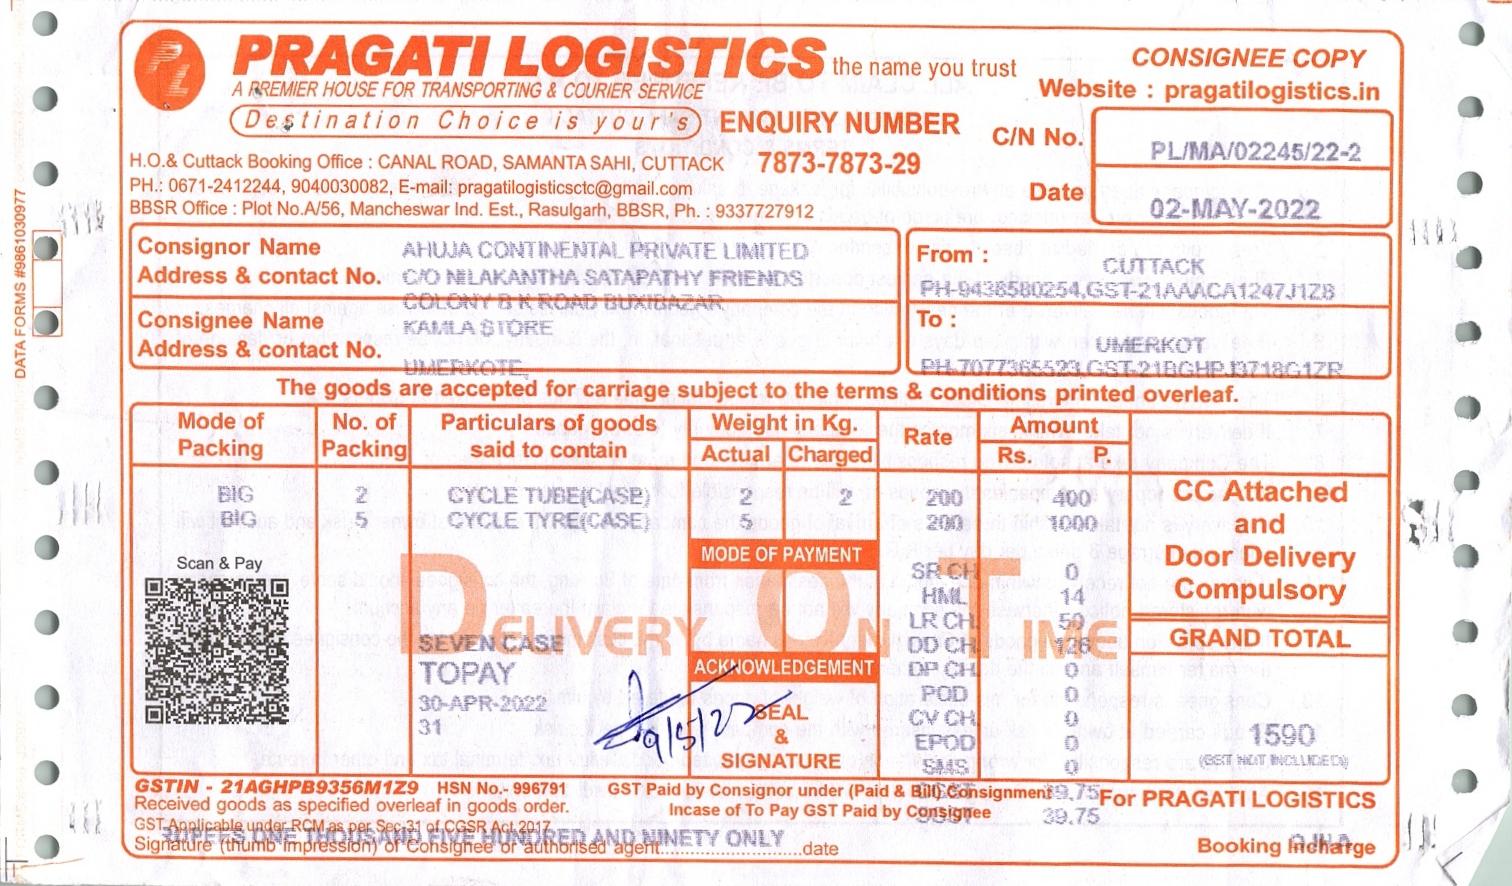 DATA FORMS #9861030977
PL
PRAGATI LOGISTICS the name you trust
A PREMIER HOUSE FOR TRANSPORTING & COURIER SERVICE
Destination Choice is your's
ENQUIRY NUMBER
7873-7873-29
CONSIGNEE COPY
Website : pragatilogistics.in
H.O.& Cuttack Booking Office : CANAL ROAD, SAMANTA SAHI, CUTTACK
PH.: 0671-2412244, 9040030082, E-mail: pragatilogisticsctc@gmail.com
BBSR Office : Plot No.A/56, Mancheswar Ind. Est., Rasulgarh, BBSR, Ph. : 9337727912
C/N No. PL/MA/02245/22-2
Date 02-MAY-2022
Consignor Name AHUJA CONTINENTAL PRIVATE LIMITED
Address & contact No. C/O NILAKANTHA SATAPATHY FRIENDS
COLONY B K ROAD BUXIBAZAR
Consignee Name KAMLA STORE
Address & contact No.
UMERKOTE,
From : CUTTACK
PH-9438580254,GST-21AAACA1247J1Z8
To :
UMERKOT
PH-7077365523,GST-21BGHPJ3718G1ZR
The goods are accepted for carriage subject to the terms & conditions printed overleaf.
Mode of Packing No. of Packing Particulars of goods said to contain Weight in Kg. Actual Charged Rate Amount Rs. P.
BIG 2 CYCLE TUBE(CASE) 2 2 200 400
BIG 5 CYCLE TYRE(CASE) 5 200 1000
CC Attached
and
Door Delivery
Compulsory
Scan & Pay
MODE OF PAYMENT
DELIVERY ON TIME
SR CH 0
HML 14
LR CH 50
DD CH 126
DP CH 0
POD 0
CV CH 0
EPOD 0
SMS 0
SEVEN CASE
TOPAY
30-APR-2022
31
ACKNOWLEDGEMENT
9/5/22
SEAL
&
SIGNATURE
GRAND TOTAL
1590
(GST NOT INCLUDED)
GSTIN - 21AGHPB9356M1Z9 HSN No.- 996791
GST Paid by Consignor under (Paid & Bill) Consignment 39.75
Received goods as specified overleaf in goods order.
Incase of To Pay GST Paid by Consignee 39.75
SGST
GST Applicable under RCM as per Sec-31 of CGSR Act 2017
RUPEES ONE THOUSAND FIVE HUNDRED AND NINETY ONLY
Signature (thumb impression) of Consignee or authorised agent..............................date
For PRAGATI LOGISTICS
Booking Incharge